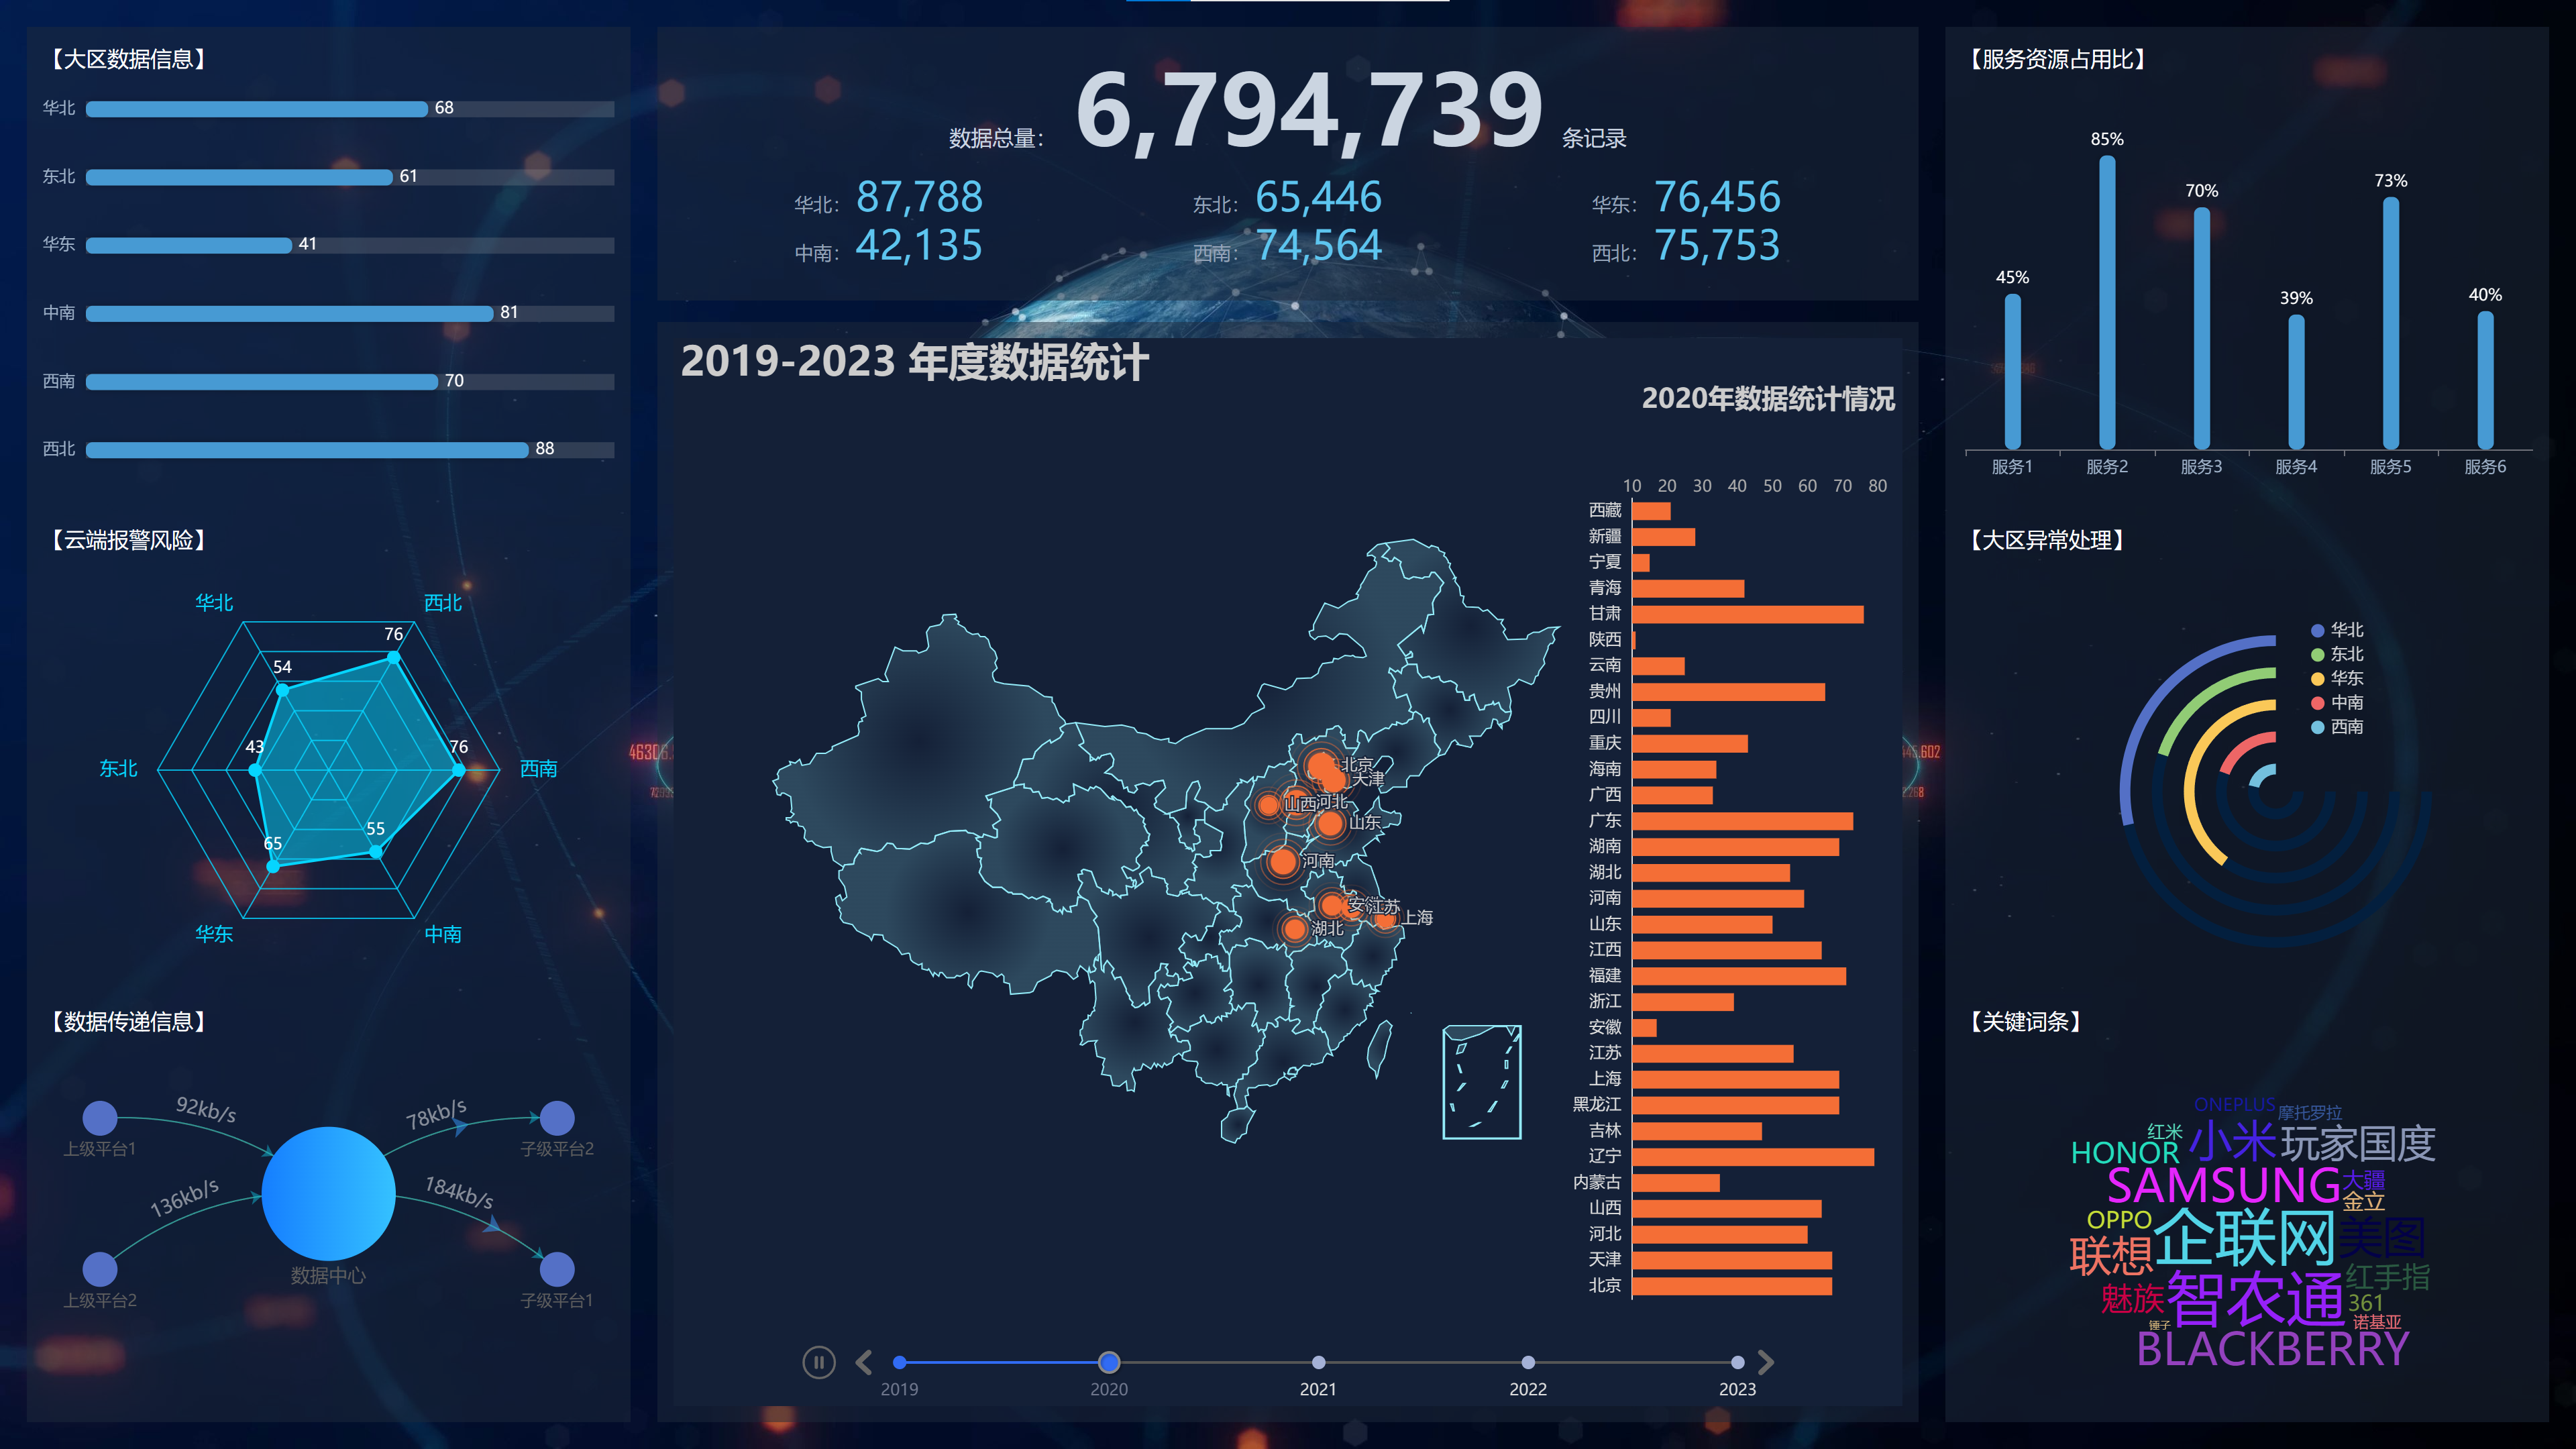 【大区数据信息】
华北 68
东北 61
华东 41
中南 81
西南 70
西北 88
【云端报警风险】
华北
西北
76
54
43
76
东北
西南
55
65
华东
中南
【数据传递信息】
92kb/s
78kb/s
上级平台1
子级平台2
136kb/s
184kb/s
数据中心
上级平台2
子级平台1
数据总量: 6,794,739 条记录
华北: 87,788
东北: 65,446
华东: 76,456
中南: 42,135
西南: 74,564
西北: 75,753
2019-2023 年度数据统计
2020年数据统计情况
10 20 30 40 50 60 70 80
西藏
新疆
宁夏
青海
甘肃
陕西
云南
贵州
四川
重庆
海南
广西
广东
湖南
湖北
河南
山东
江西
福建
浙江
安徽
江苏
上海
黑龙江
吉林
辽宁
内蒙古
山西
河北
天津
北京
北京
天津
山西
河北
山东
河南
安徽
江苏
上海
湖北
2019
2020
2021
2022
2023
【服务资源占用比】
45%
85%
70%
39%
73%
40%
服务1
服务2
服务3
服务4
服务5
服务6
【大区异常处理】
华北
东北
华东
中南
西南
【关键词条】
ONEPLUS
摩托罗拉
红米
小米
玩家国度
HONOR
SAMSUNG
大疆
金立
OPPO
企联网
美图
联想
智农通
红手指
魅族
361
锤子
诺基亚
BLACKBERRY